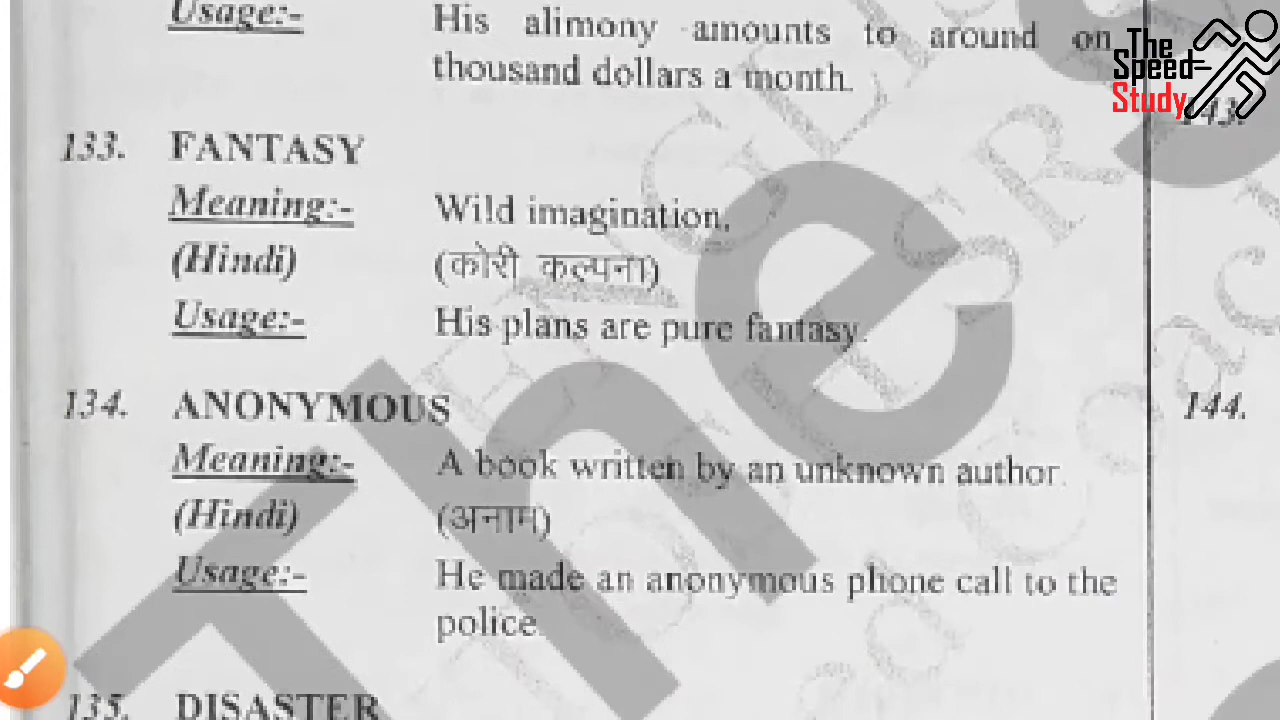 Usage:- His alimony amounts to around on
thousand dollars a month.
The
Speed
Study
143.
133. FANTASY
Meaning:- Wild imagination.
(Hindi) (कोरी कल्पना)
Usage:- His plans are pure fantasy.
134. ANONYMOUS
144.
Meaning:- A book written by an unknown author.
(Hindi) (अनाम)
Usage:- He made an anonymous phone call to the
police.
135. DISASTER
The